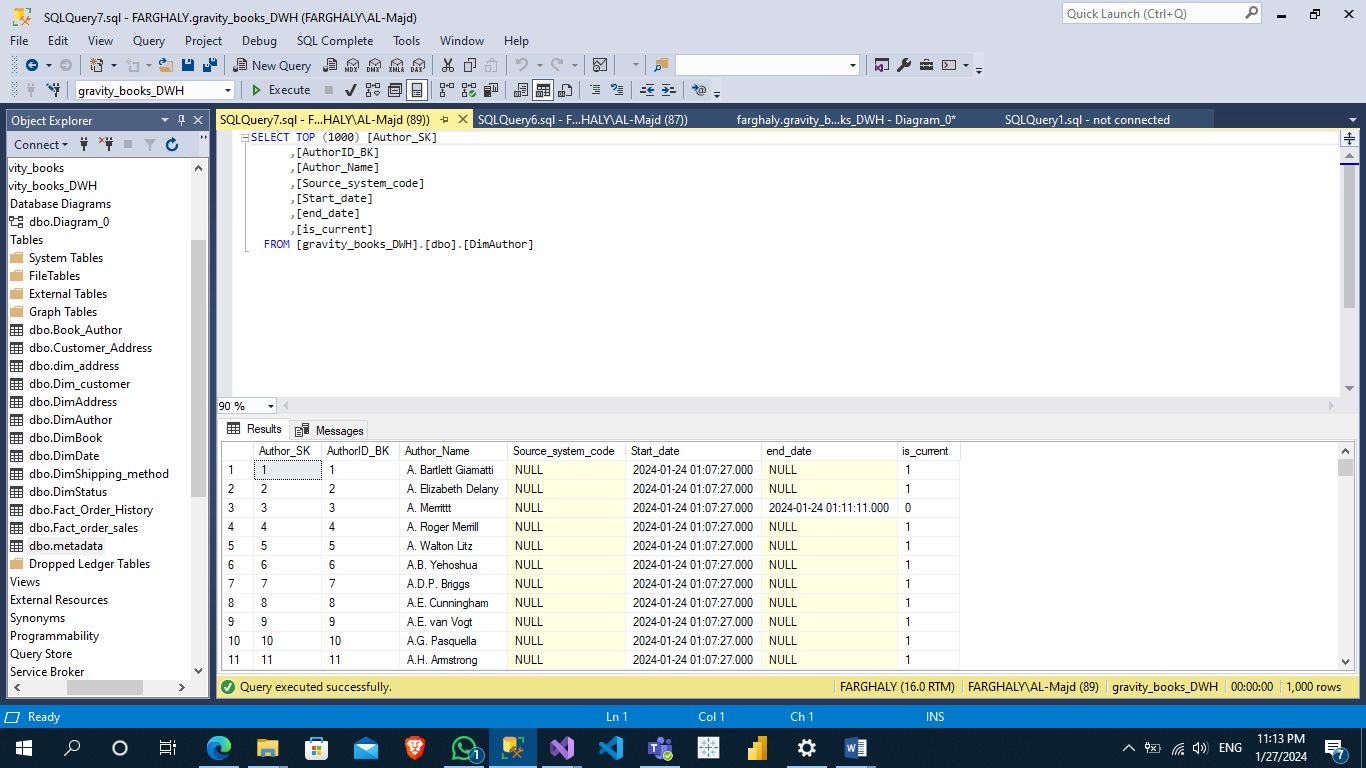 SQLQuery7.sql - FARGHALY.gravity_books_DWH (FARGHALY\AL-Majd)
Quick Launch (Ctrl+Q)
File Edit View Query Project Debug SQL Complete Tools Window Help
New Query MDX DMX XMLA DAX
gravity_books_DWH Execute
Object Explorer
SQLQuery7.sql - F...HALY\AL-Majd (89)) SQLQuery6.sql - F...HALY\AL-Majd (87)) farghaly.gravity_b...ks_DWH - Diagram_0* SQLQuery1.sql - not connected
Connect
vity_books
vity_books_DWH
Database Diagrams
dbo.Diagram_0
Tables
System Tables
FileTables
External Tables
Graph Tables
dbo.Book_Author
dbo.Customer_Address
dbo.dim_address
dbo.Dim_customer
dbo.DimAddress
dbo.DimAuthor
dbo.DimBook
dbo.DimDate
dbo.DimShipping_method
dbo.DimStatus
dbo.Fact_Order_History
dbo.Fact_order_sales
dbo.metadata
Dropped Ledger Tables
Views
External Resources
Synonyms
Programmability
Query Store
Service Broker
SELECT TOP (1000) [Author_SK]
,[AuthorID_BK]
,[Author_Name]
,[Source_system_code]
,[Start_date]
,[end_date]
,[is_current]
FROM [gravity_books_DWH].[dbo].[DimAuthor]
90 %
Results Messages
Author_SK AuthorID_BK Author_Name Source_system_code Start_date end_date is_current
1 1 1 A. Bartlett Giamatti NULL 2024-01-24 01:07:27.000 NULL 1
2 2 2 A. Elizabeth Delany NULL 2024-01-24 01:07:27.000 NULL 1
3 3 3 A. Merrittt NULL 2024-01-24 01:07:27.000 2024-01-24 01:11:11.000 0
4 4 4 A. Roger Merrill NULL 2024-01-24 01:07:27.000 NULL 1
5 5 5 A. Walton Litz NULL 2024-01-24 01:07:27.000 NULL 1
6 6 6 A.B. Yehoshua NULL 2024-01-24 01:07:27.000 NULL 1
7 7 7 A.D.P. Briggs NULL 2024-01-24 01:07:27.000 NULL 1
8 8 8 A.E. Cunningham NULL 2024-01-24 01:07:27.000 NULL 1
9 9 9 A.E. van Vogt NULL 2024-01-24 01:07:27.000 NULL 1
10 10 10 A.G. Pasquella NULL 2024-01-24 01:07:27.000 NULL 1
11 11 11 A.H. Armstrong NULL 2024-01-24 01:07:27.000 NULL 1
Query executed successfully. FARGHALY (16.0 RTM) FARGHALY\AL-Majd (89) gravity_books_DWH 00:00:00 1,000 rows
Ready Ln 1 Col 1 Ch 1 INS
1 ENG 11:13 PM 7
1/27/2024